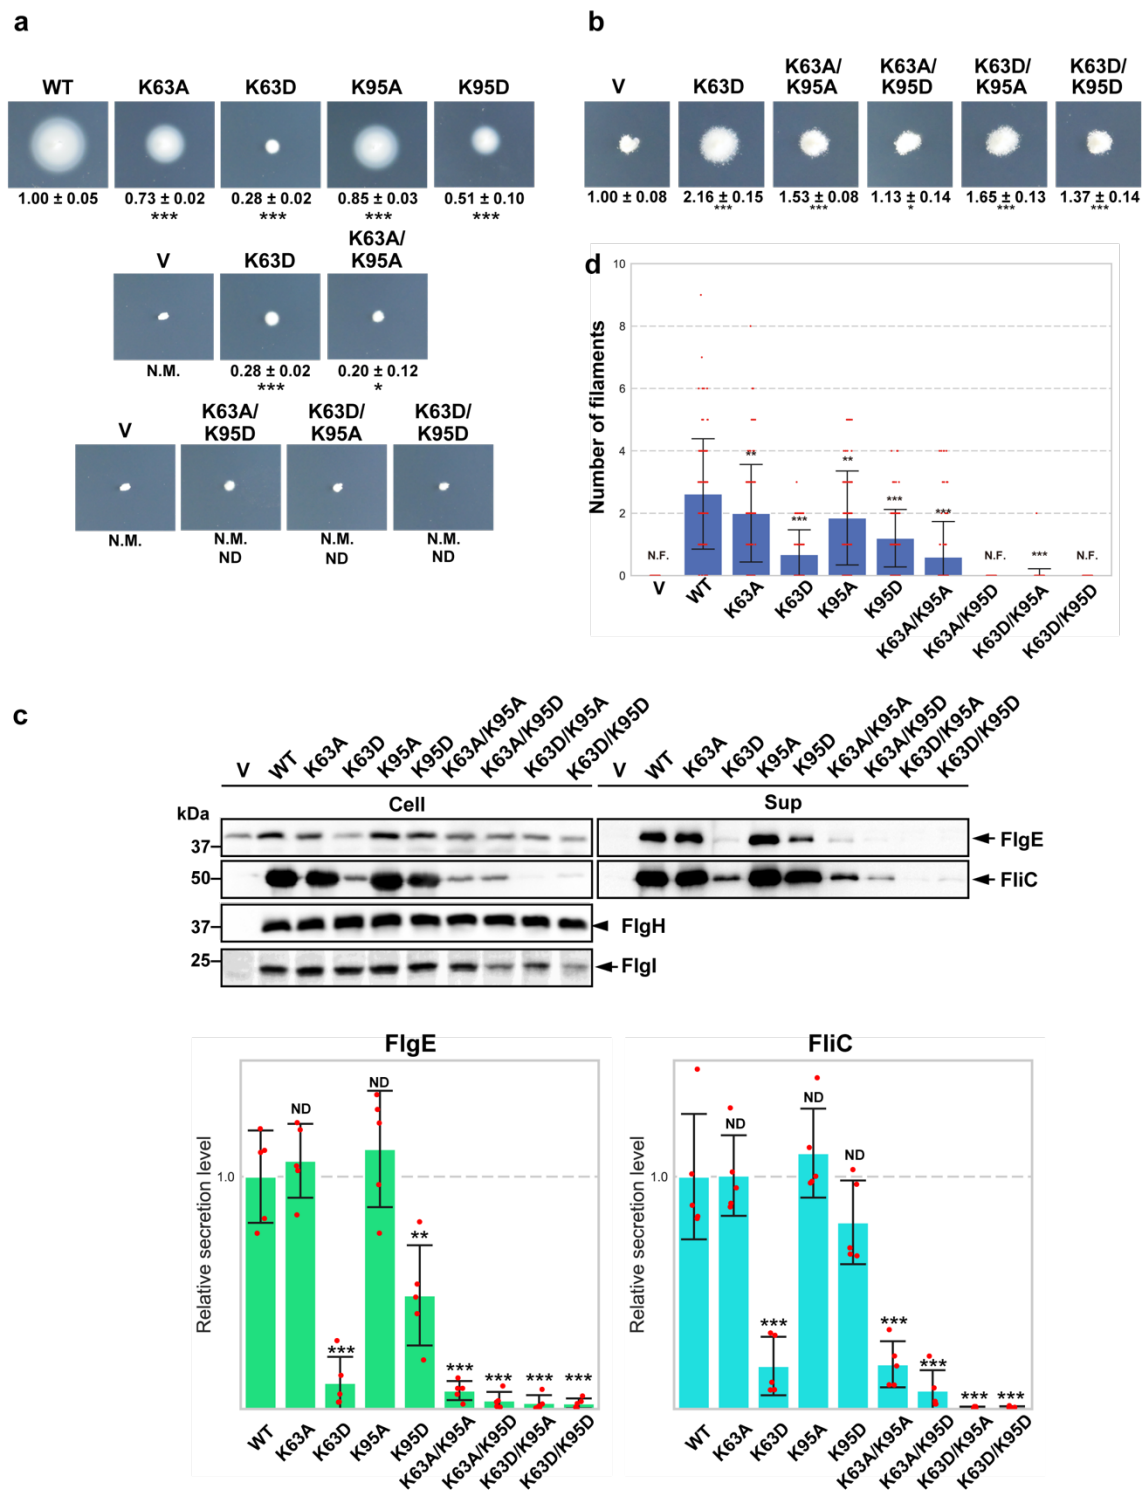 a
WT K63A K63D K95A K95D
1.00 ± 0.05 0.73 ± 0.02 0.28 ± 0.02 0.85 ± 0.03 0.51 ± 0.10
*** *** *** ***
V K63D K63A/
K95A
N.M. 0.28 ± 0.02 0.20 ± 0.12
*** *
V K63A/ K63D/ K63D/
K95D K95A K95D
N.M. N.M. N.M. N.M.
ND ND ND
b
V K63D K63A/ K63A/ K63D/ K63D/
K95A K95D K95A K95D
1.00 ± 0.08 2.16 ± 0.15 1.53 ± 0.08 1.13 ± 0.14 1.65 ± 0.13 1.37 ± 0.14
*** *** * *** ***
d
Number of filaments
10
8
6
4
2
0
N.F. ** *** ** *** *** N.F. *** N.F.
V WT K63A K63D K95A K95D K63A/K95A K63A/K95D K63D/K95A K63D/K95D
c
V WT K63A K63D K95A K95D K63A/K95A K63A/K95D K63D/K95A K63D/K95D
V WT K63A K63D K95A K95D K63A/K95A K63A/K95D K63D/K95A K63D/K95D
Cell Sup
kDa
37 FlgE
50 FliC
37 FlgH
25 FlgI
FlgE
Relative secretion level
1.0
ND *** ND ** *** *** *** ***
WT K63A K63D K95A K95D K63A/K95A K63A/K95D K63D/K95A K63D/K95D
FliC
Relative secretion level
1.0
ND *** ND ND *** *** *** ***
WT K63A K63D K95A K95D K63A/K95A K63A/K95D K63D/K95A K63D/K95D